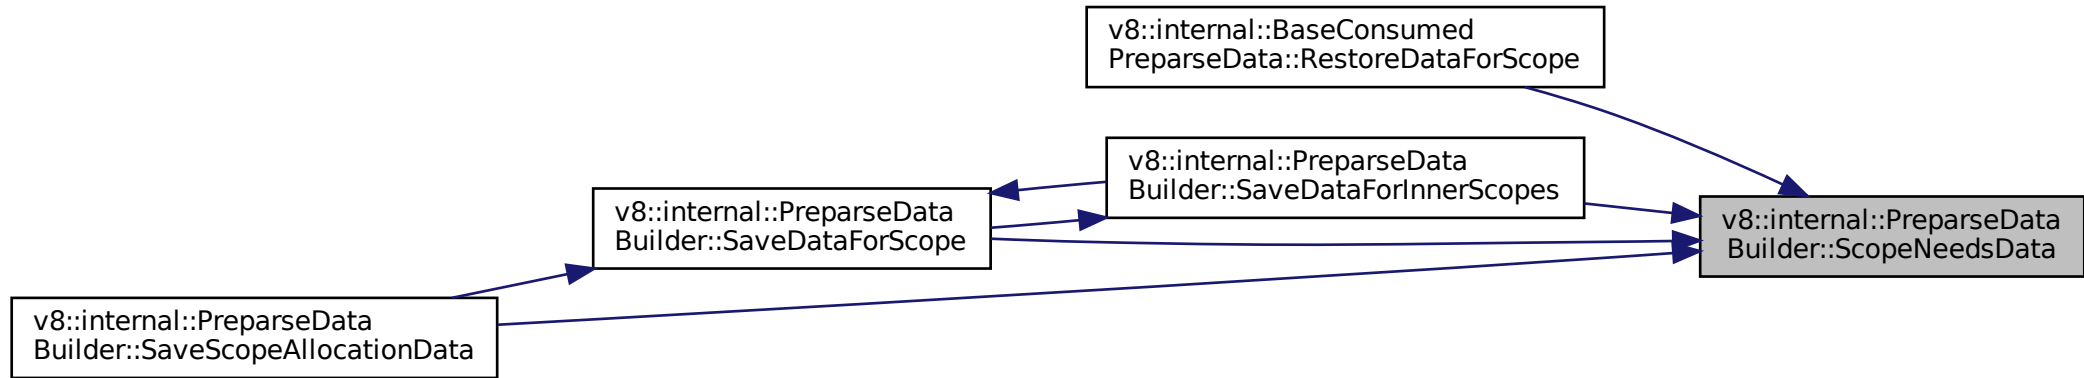 v8::internal::BaseConsumed
PreparseData::RestoreDataForScope
v8::internal::PreparseData
Builder::SaveDataForInnerScopes
v8::internal::PreparseData
Builder::SaveDataForScope
v8::internal::PreparseData
Builder::ScopeNeedsData
v8::internal::PreparseData
Builder::SaveScopeAllocationData